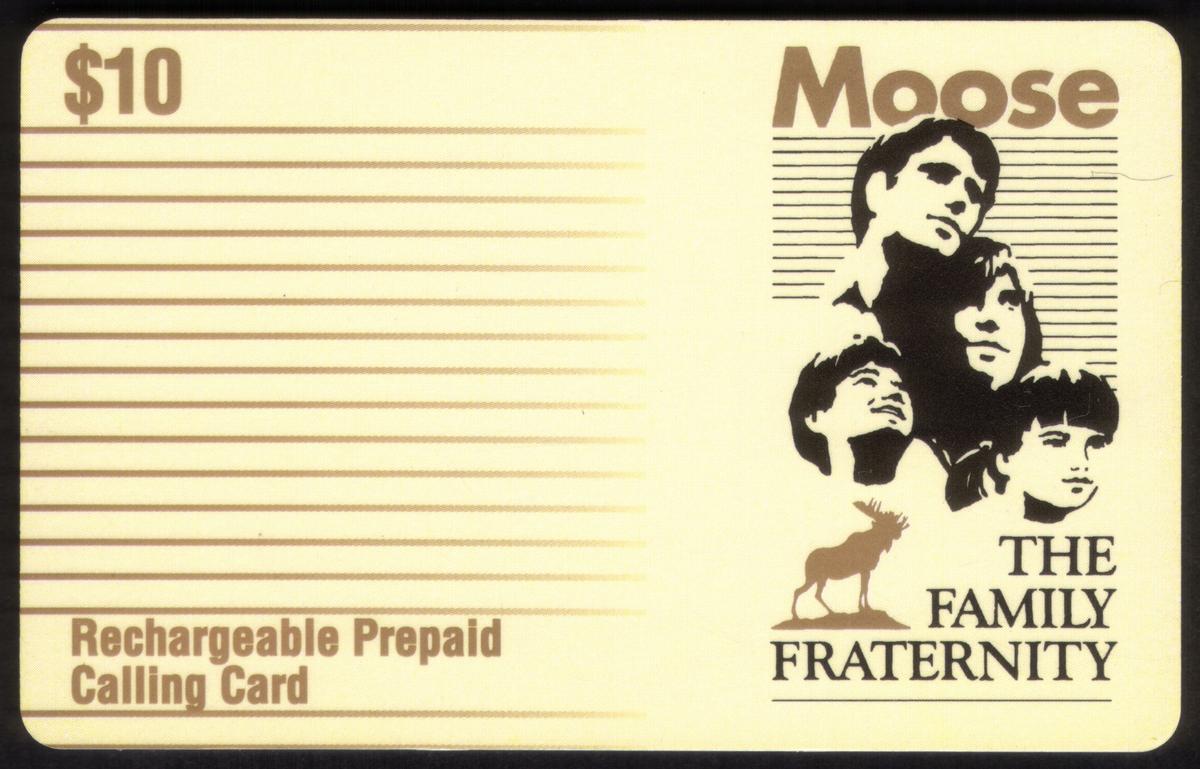 $10
Moose
THE
FAMILY
FRATERNITY
Rechargeable Prepaid
Calling Card